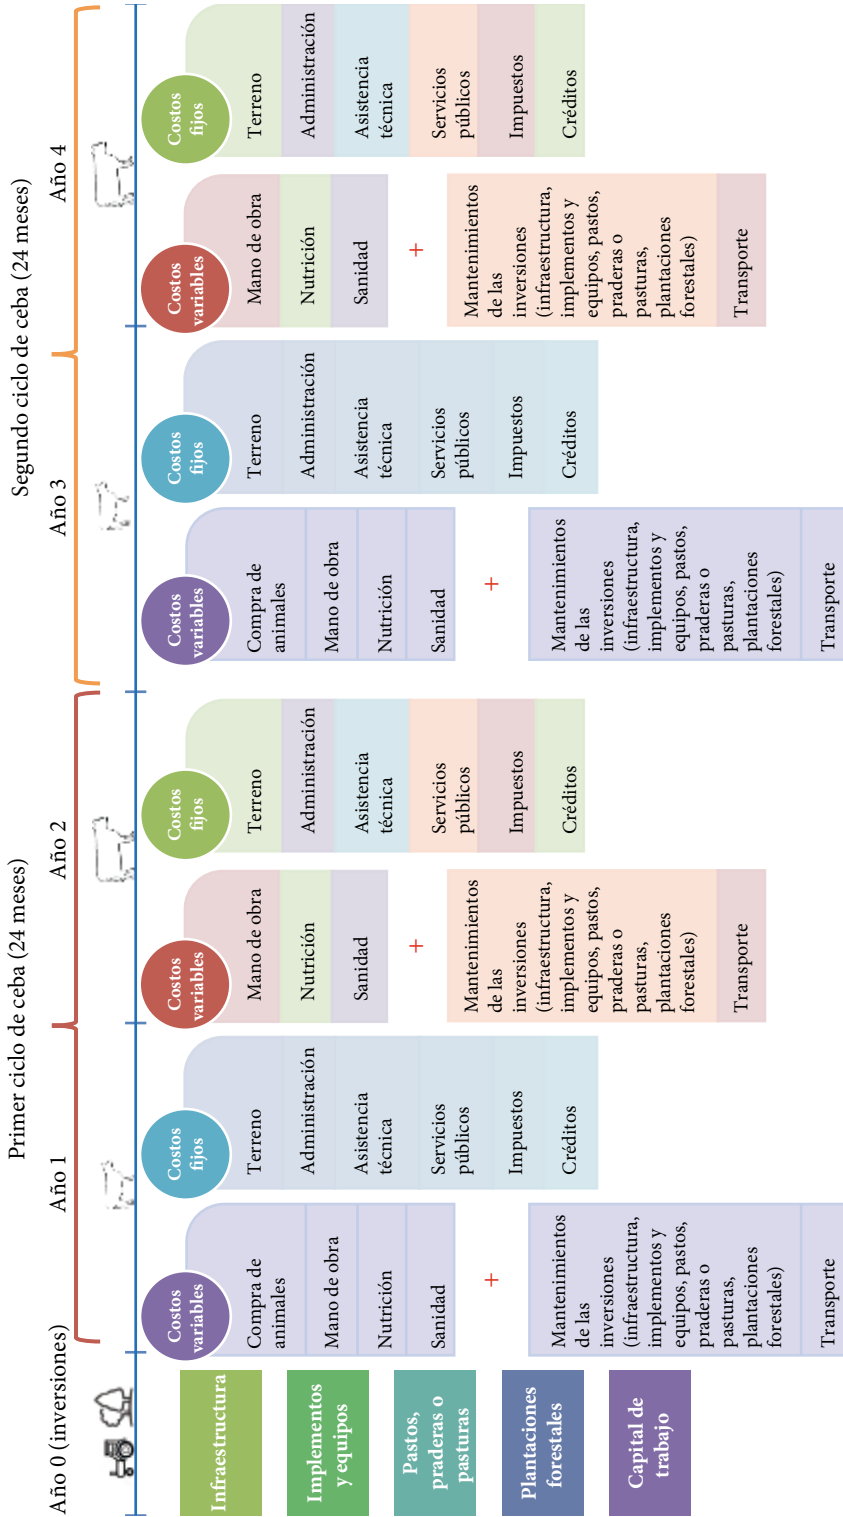 Primer ciclo de ceba (24 meses)
Segundo ciclo de ceba (24 meses)
Año 0 (inversiones)
Año 1
Año 2
Año 3
Año 4
Infraestructura
Implementos
y equipos
Pastos,
praderas o
pasturas
Plantaciones
forestales
Capital de
trabajo
Costos
variables
Compra de
animales
Mano de obra
Nutrición
Sanidad
+
Mantenimientos
de las
inversiones
(infraestructura,
implementos y
equipos, pastos,
praderas o
pasturas,
plantaciones
forestales)
Transporte
Costos
fijos
Terreno
Administración
Asistencia
técnica
Servicios
públicos
Impuestos
Créditos
Costos
variables
Mano de obra
Nutrición
Sanidad
+
Mantenimientos
de las
inversiones
(infraestructura,
implementos y
equipos, pastos,
praderas o
pasturas,
plantaciones
forestales)
Transporte
Costos
fijos
Terreno
Administración
Asistencia
técnica
Servicios
públicos
Impuestos
Créditos
Costos
variables
Compra de
animales
Mano de obra
Nutrición
Sanidad
+
Mantenimientos
de las
inversiones
(infraestructura,
implementos y
equipos, pastos,
praderas o
pasturas,
plantaciones
forestales)
Transporte
Costos
fijos
Terreno
Administración
Asistencia
técnica
Servicios
públicos
Impuestos
Créditos
Costos
variables
Mano de obra
Nutrición
Sanidad
+
Mantenimientos
de las
inversiones
(infraestructura,
implementos y
equipos, pastos,
praderas o
pasturas,
plantaciones
forestales)
Transporte
Costos
fijos
Terreno
Administración
Asistencia
técnica
Servicios
públicos
Impuestos
Créditos